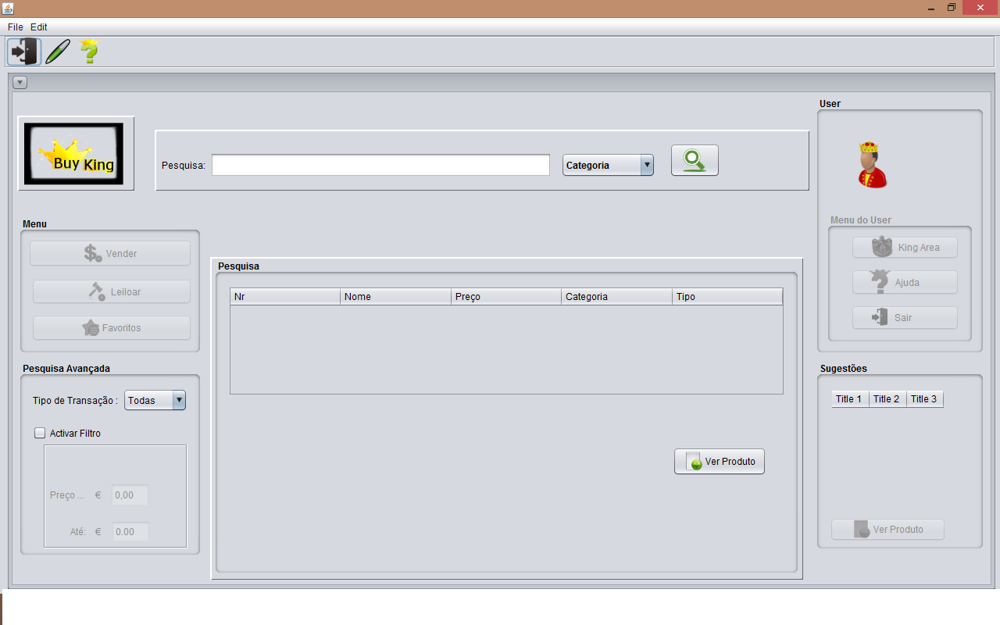 File Edit
Buy King
Pesquisa:
Categoria
User
Menu do User
King Area
Ajuda
Sair
Menu
Vender
Leiloar
Favoritos
Pesquisa
Nr Nome Preço Categoria Tipo
Ver Produto
Pesquisa Avançada
Tipo de Transação : Todas
Activar Filtro
Preço ... € 0,00
Até: € 0.00
Sugestões
Title 1 Title 2 Title 3
Ver Produto